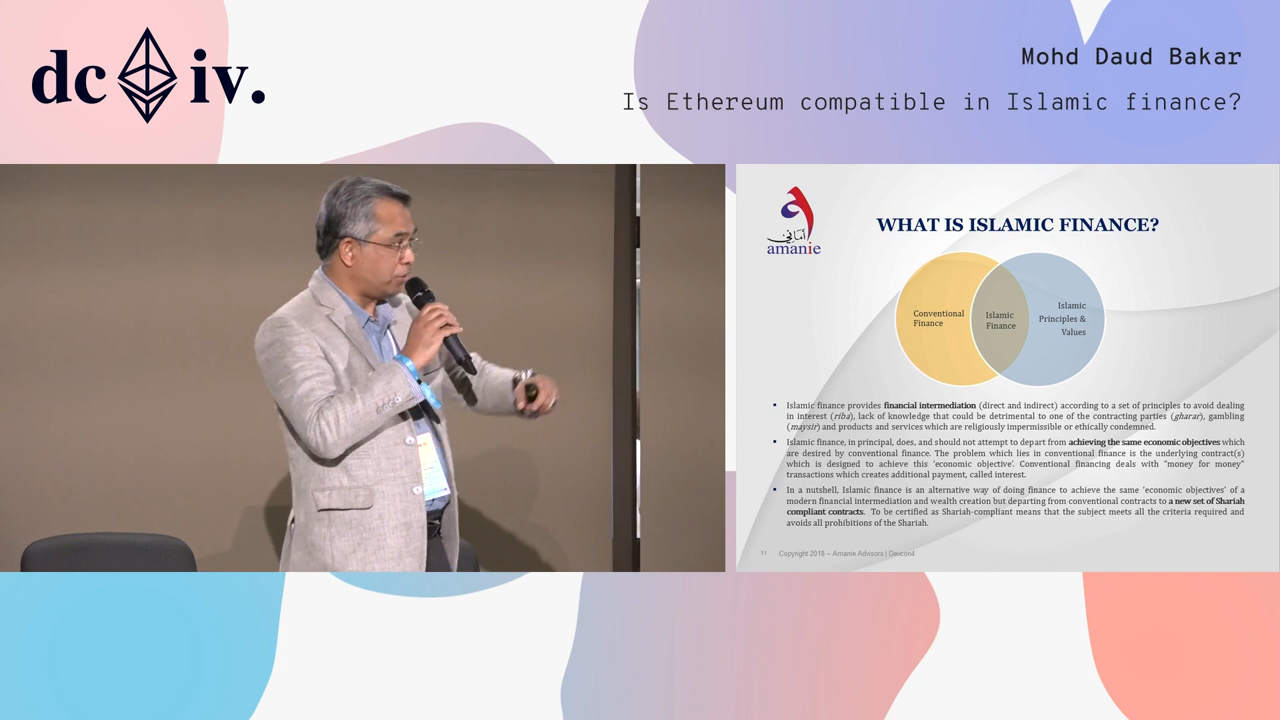 dc iv.
Mohd Daud Bakar
Is Ethereum compatible in Islamic finance?
أماني
amanie
WHAT IS ISLAMIC FINANCE?
Conventional
Finance
Islamic
Finance
Islamic
Principles &
Values
▪ Islamic finance provides financial intermediation (direct and indirect) according to a set of principles to avoid dealing
in interest (riba), lack of knowledge that could be detrimental to one of the contracting parties (gharar), gambling
(maysir) and products and services which are religiously impermissible or ethically condemned.
▪ Islamic finance, in principal, does, and should not attempt to depart from achieving the same economic objectives which
are desired by conventional finance. The problem which lies in conventional finance is the underlying contract(s)
which is designed to achieve this ‘economic objective’. Conventional financing deals with “money for money”
transactions which creates additional payment, called interest.
▪ In a nutshell, Islamic finance is an alternative way of doing finance to achieve the same ‘economic objectives’ of a
modern financial intermediation and wealth creation but departing from conventional contracts to a new set of Shariah
compliant contracts. To be certified as Shariah-compliant means that the subject meets all the criteria required and
avoids all prohibitions of the Shariah.
11 Copyright 2018 – Amanie Advisors | Devcon4